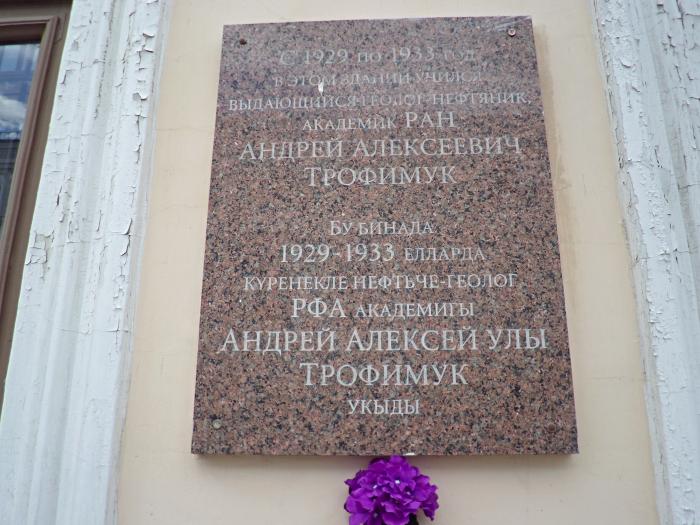 С 1929 по 1933 год
в этом здании учился
выдающийся геолог-нефтяник,
академик РАН
АНДРЕЙ АЛЕКСЕЕВИЧ
ТРОФИМУК
Бу бинада
1929-1933 елларда
күренекле нефтьче-геолог
РФА академигы
АНДРЕЙ АЛЕКСЕЙ УЛЫ
ТРОФИМУК
укыды